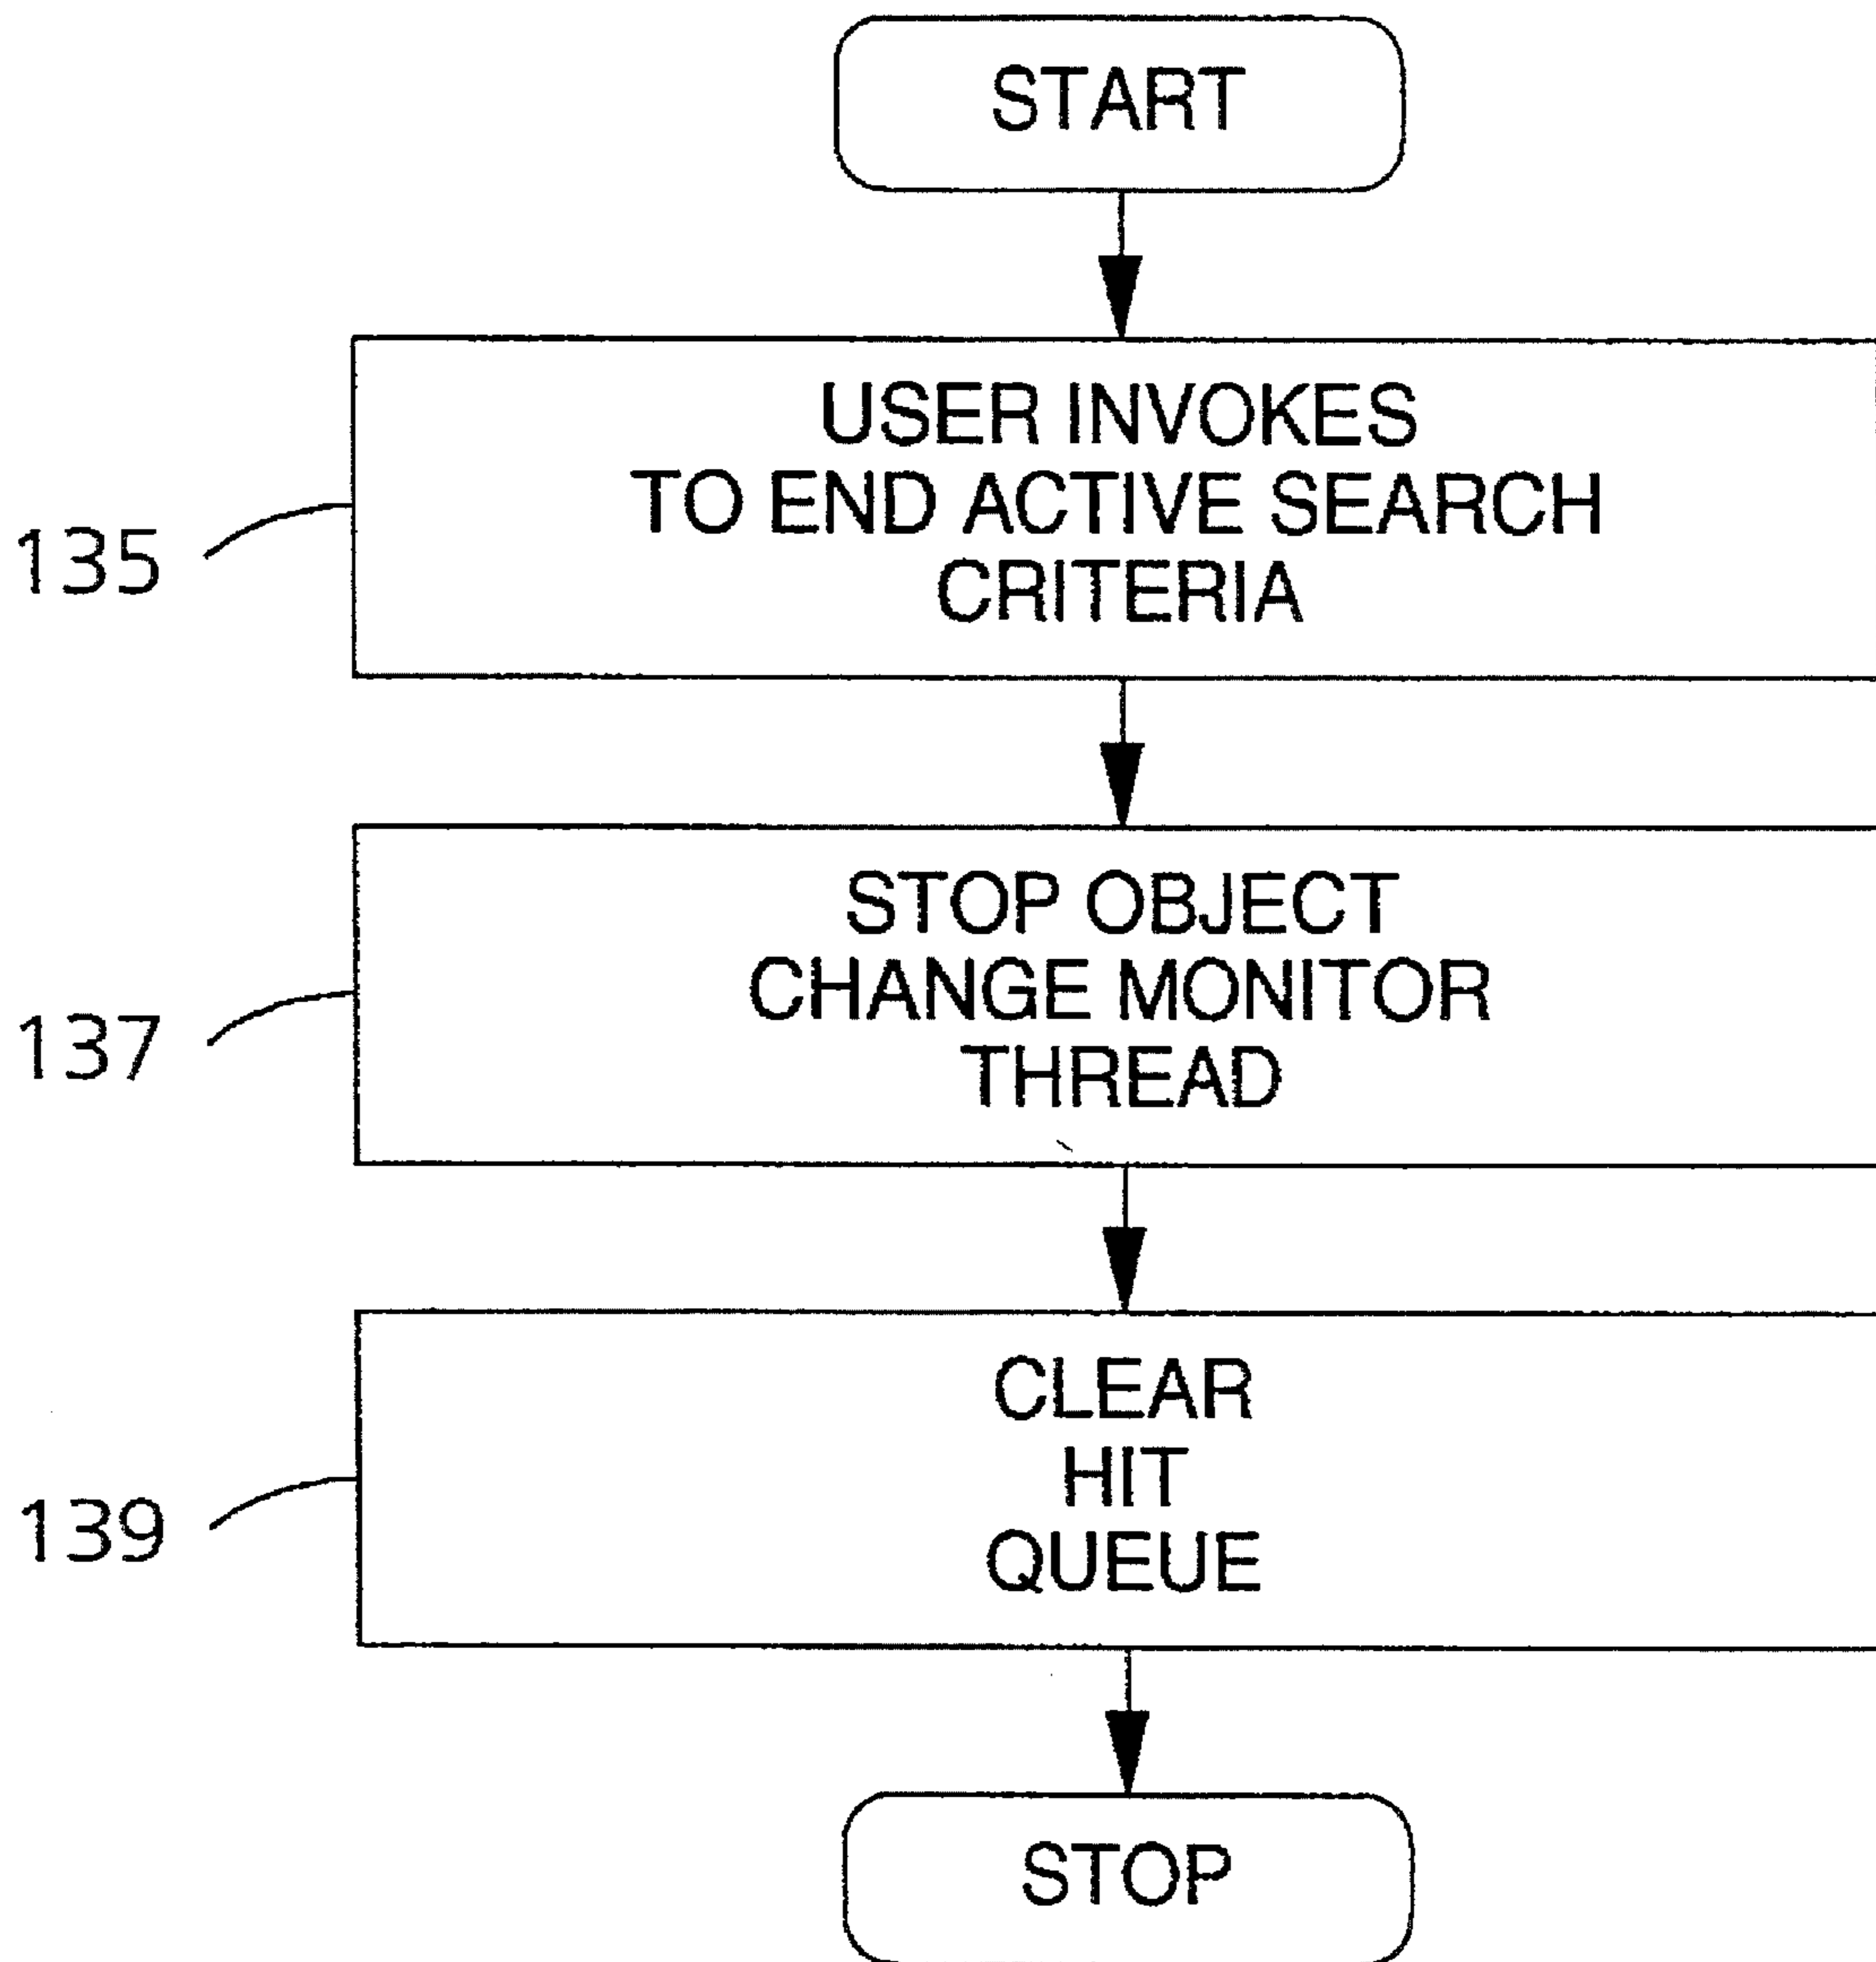 START
USER INVOKES
TO END ACTIVE SEARCH
CRITERIA
135
STOP OBJECT
CHANGE MONITOR
THREAD
137
CLEAR
HIT
QUEUE
139
STOP